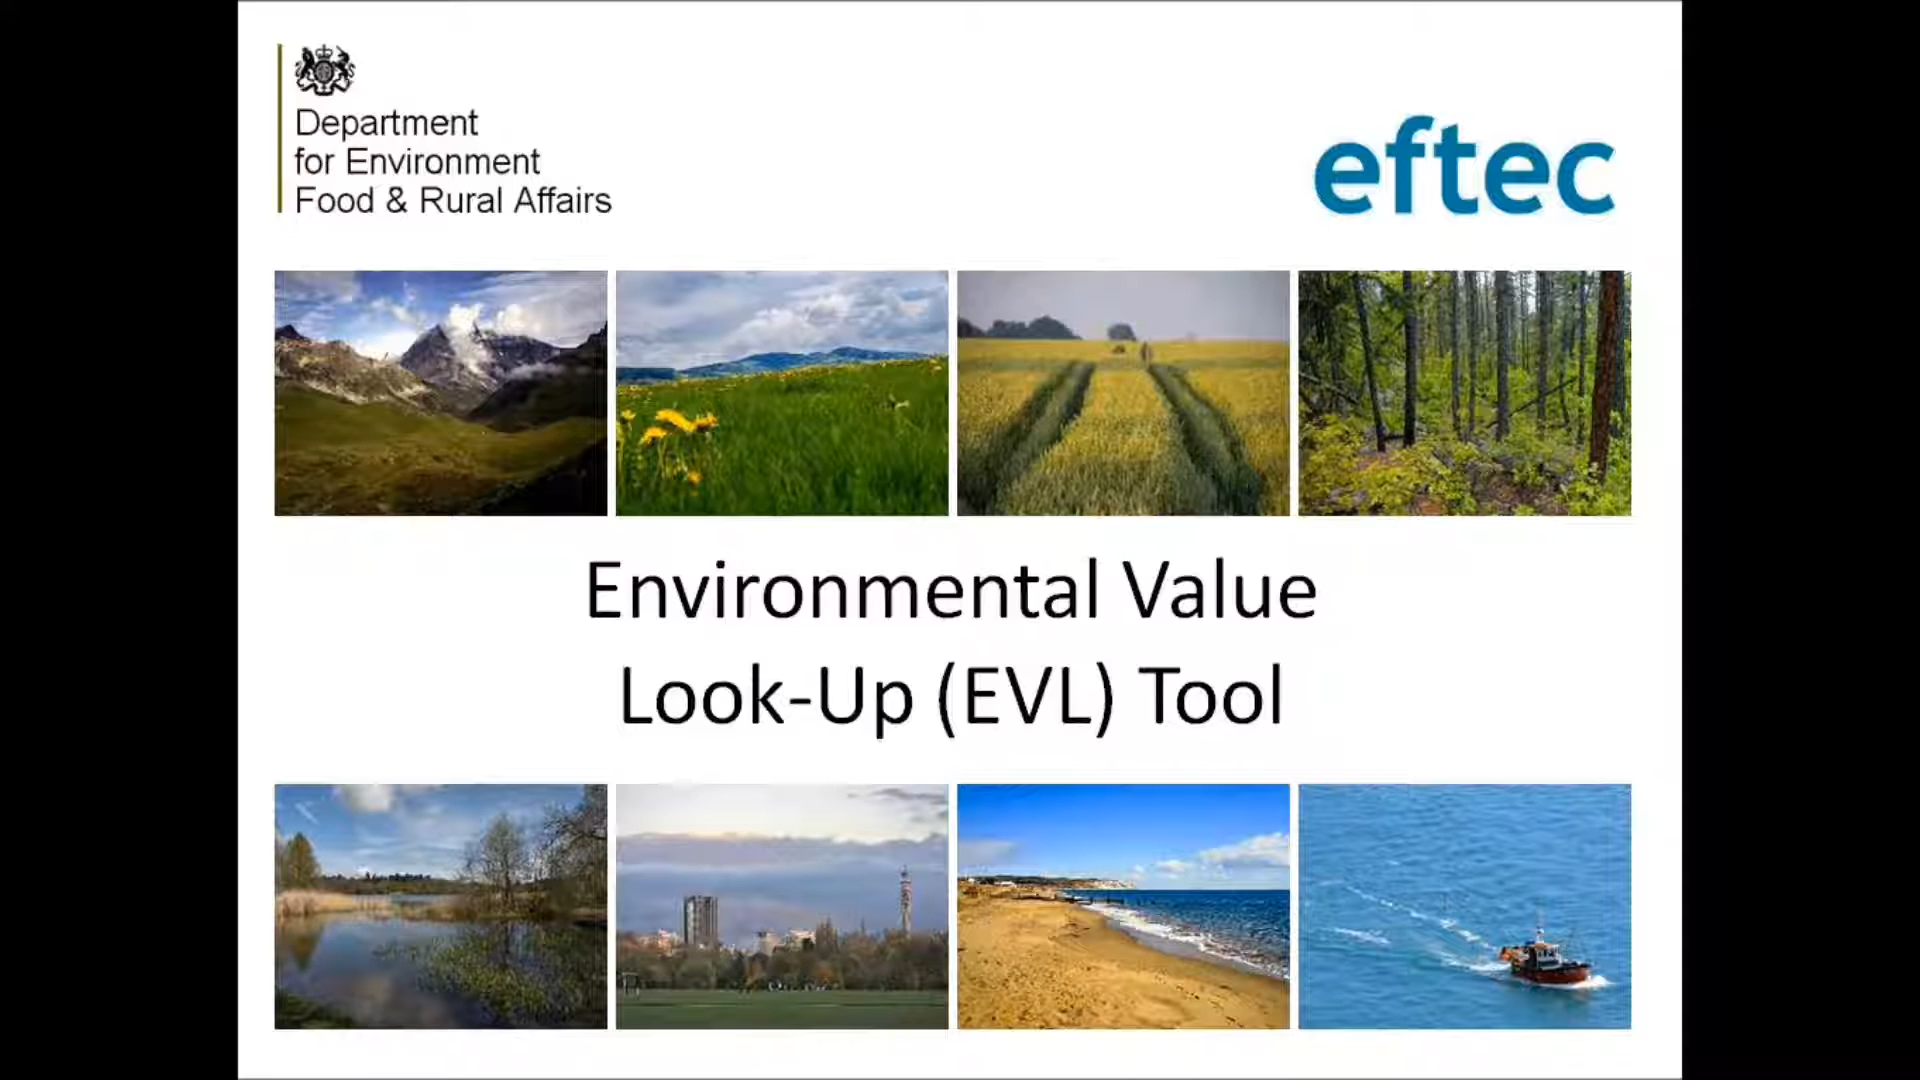 Department
for Environment
Food & Rural Affairs
eftec
Environmental Value
Look-Up (EVL) Tool